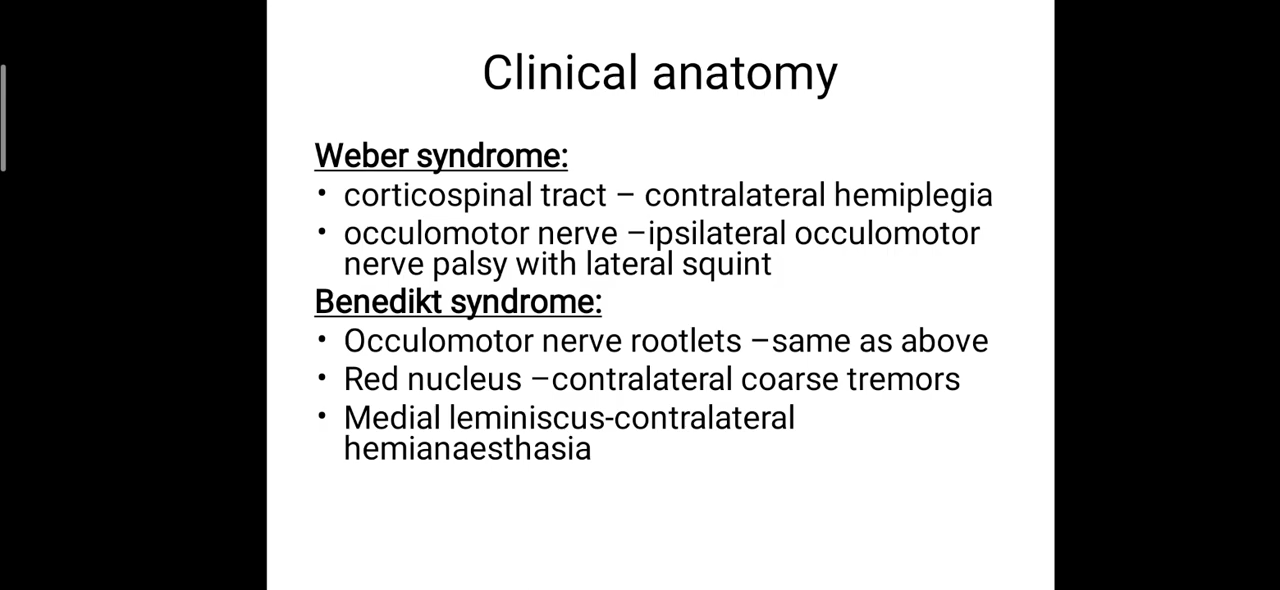 Clinical anatomy
Weber syndrome:
• corticospinal tract – contralateral hemiplegia
• occulomotor nerve –ipsilateral occulomotor
nerve palsy with lateral squint
Benedikt syndrome:
• Occulomotor nerve rootlets –same as above
• Red nucleus –contralateral coarse tremors
• Medial leminiscus-contralateral
hemianaesthasia